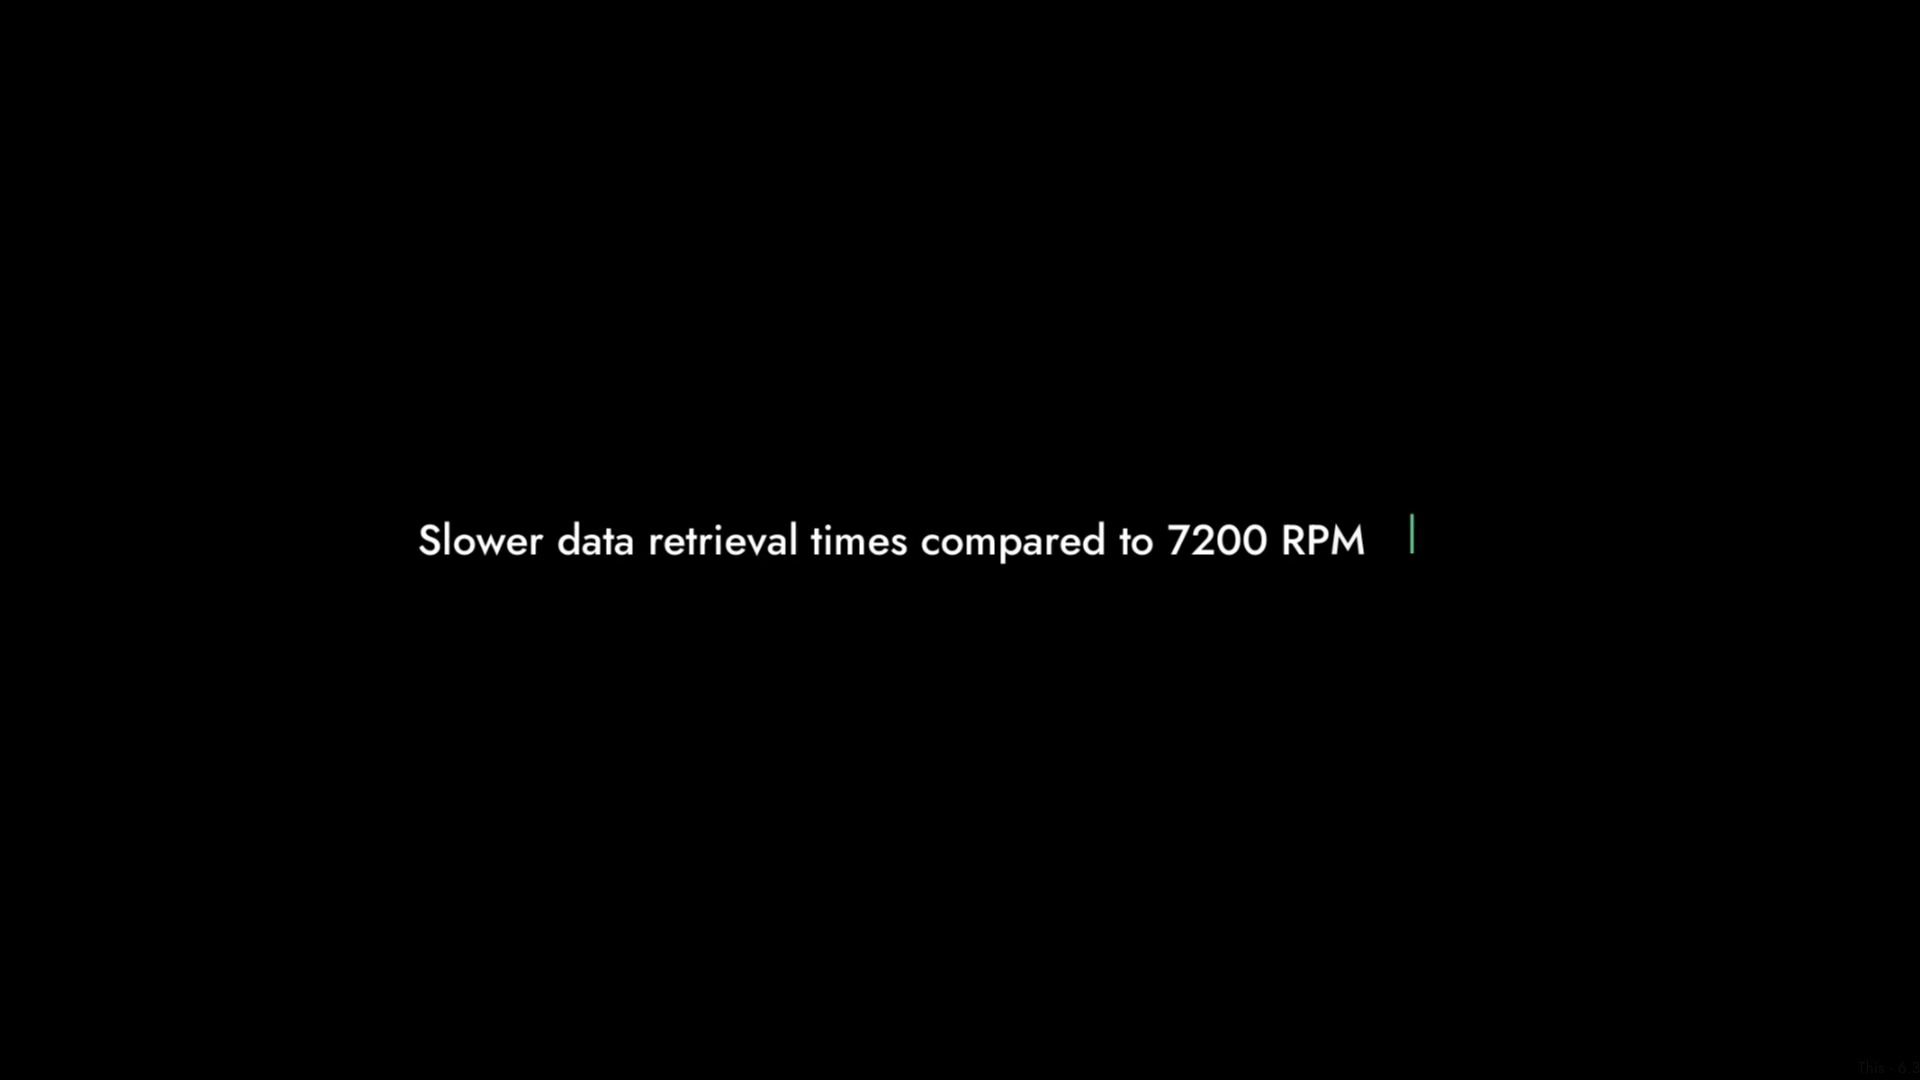 Slower data retrieval times compared to 7200 RPM